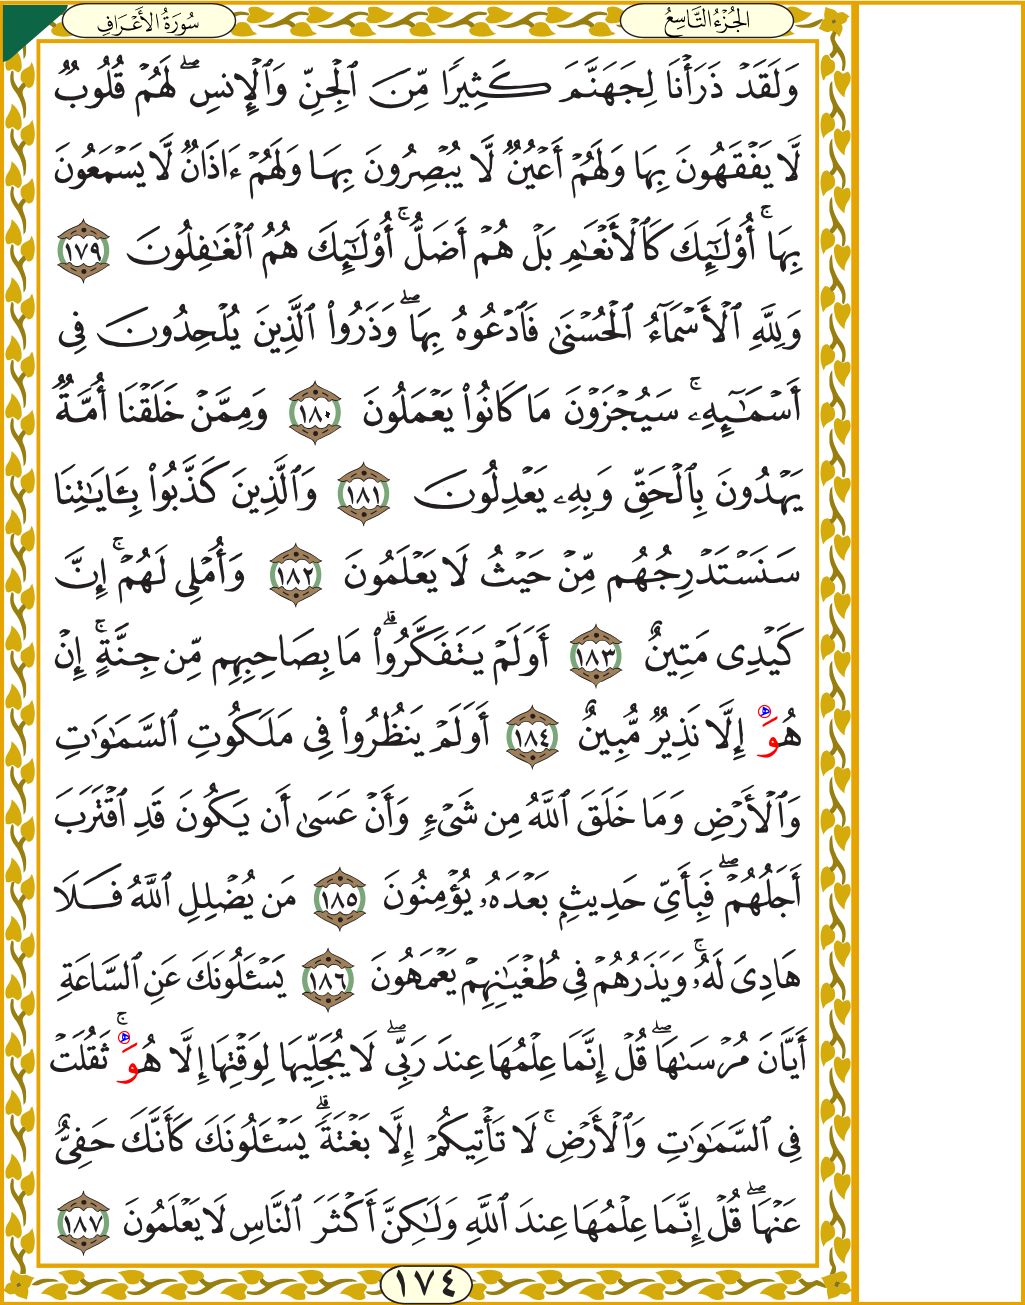 الجُزْءُ التَّاسِعُ
سُورَةُ الأَعْرَافِ
وَلَقَدْ ذَرَأْنَا لِجَهَنَّمَ كَثِيرًا مِّنَ ٱلْجِنِّ وَٱلْإِنسِ ۖ لَهُمْ قُلُوبٌ
لَّا يَفْقَهُونَ بِهَا وَلَهُمْ أَعْيُنٌ لَّا يُبْصِرُونَ بِهَا وَلَهُمْ ءَاذَانٌ لَّا يَسْمَعُونَ
بِهَا ۚ أُو۟لَـٰٓئِكَ كَٱلْأَنْعَـٰمِ بَلْ هُمْ أَضَلُّ ۚ أُو۟لَـٰٓئِكَ هُمُ ٱلْغَـٰفِلُونَ ١٧٩
وَلِلَّهِ ٱلْأَسْمَآءُ ٱلْحُسْنَىٰ فَٱدْعُوهُ بِهَا ۖ وَذَرُوا۟ ٱلَّذِينَ يُلْحِدُونَ فِى
أَسْمَـٰٓئِهِۦ ۚ سَيُجْزَوْنَ مَا كَانُوا۟ يَعْمَلُونَ ١٨٠ وَمِمَّنْ خَلَقْنَا أُمَّةٌ
يَهْدُونَ بِٱلْحَقِّ وَبِهِۦ يَعْدِلُونَ ١٨١ وَٱلَّذِينَ كَذَّبُوا۟ بِـَٔايَـٰتِنَا
سَنَسْتَدْرِجُهُم مِّنْ حَيْثُ لَا يَعْلَمُونَ ١٨٢ وَأُمْلِى لَهُمْ ۚ إِنَّ
كَيْدِى مَتِينٌ ١٨٣ أَوَلَمْ يَتَفَكَّرُوا۟ ۗ مَا بِصَاحِبِهِم مِّن جِنَّةٍ ۚ إِنْ
هُوَ إِلَّا نَذِيرٌ مُّبِينٌ ١٨٤ أَوَلَمْ يَنظُرُوا۟ فِى مَلَكُوتِ ٱلسَّمَـٰوَٰتِ
وَٱلْأَرْضِ وَمَا خَلَقَ ٱللَّهُ مِن شَىْءٍ وَأَنْ عَسَىٰ أَن يَكُونَ قَدِ ٱقْتَرَبَ
أَجَلُهُمْ ۖ فَبِأَىِّ حَدِيثٍ بَعْدَهُۥ يُؤْمِنُونَ ١٨٥ مَن يُضْلِلِ ٱللَّهُ فَلَا
هَادِىَ لَهُۥ ۚ وَيَذَرُهُمْ فِى طُغْيَـٰنِهِمْ يَعْمَهُونَ ١٨٦ يَسْـَٔلُونَكَ عَنِ ٱلسَّاعَةِ
أَيَّانَ مُرْسَىٰهَا ۖ قُلْ إِنَّمَا عِلْمُهَا عِندَ رَبِّى ۖ لَا يُجَلِّيهَا لِوَقْتِهَا إِلَّا هُوَ ۚ ثَقُلَتْ
فِى ٱلسَّمَـٰوَٰتِ وَٱلْأَرْضِ ۚ لَا تَأْتِيكُمْ إِلَّا بَغْتَةً ۗ يَسْـَٔلُونَكَ كَأَنَّكَ حَفِىٌّ
عَنْهَا ۖ قُلْ إِنَّمَا عِلْمُهَا عِندَ ٱللَّهِ وَلَـٰكِنَّ أَكْثَرَ ٱلنَّاسِ لَا يَعْلَمُونَ ١٨٧
١٧٤